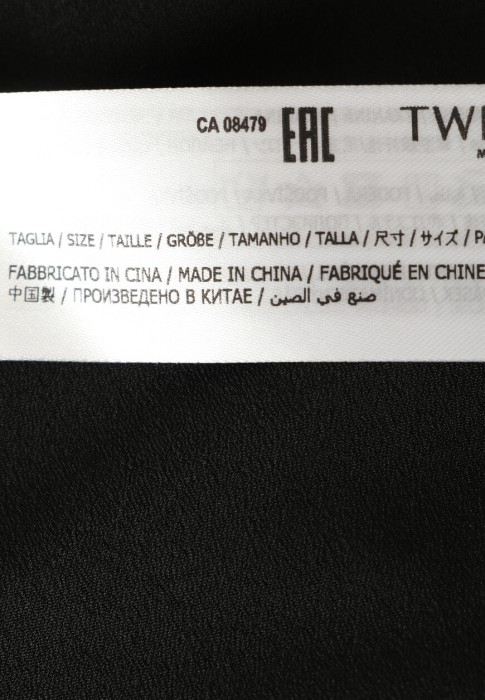 CA 08479 EAC TW
TAGLIA / SIZE / TAILLE / GRÖßE / TAMANHO / TALLA / 尺寸 / サイズ /
FABBRICATO IN CINA / MADE IN CHINA / FABRIQUÉ EN CHINE
中国製 / ПРОИЗВЕДЕНО В КИТАЕ / صنع في الصين